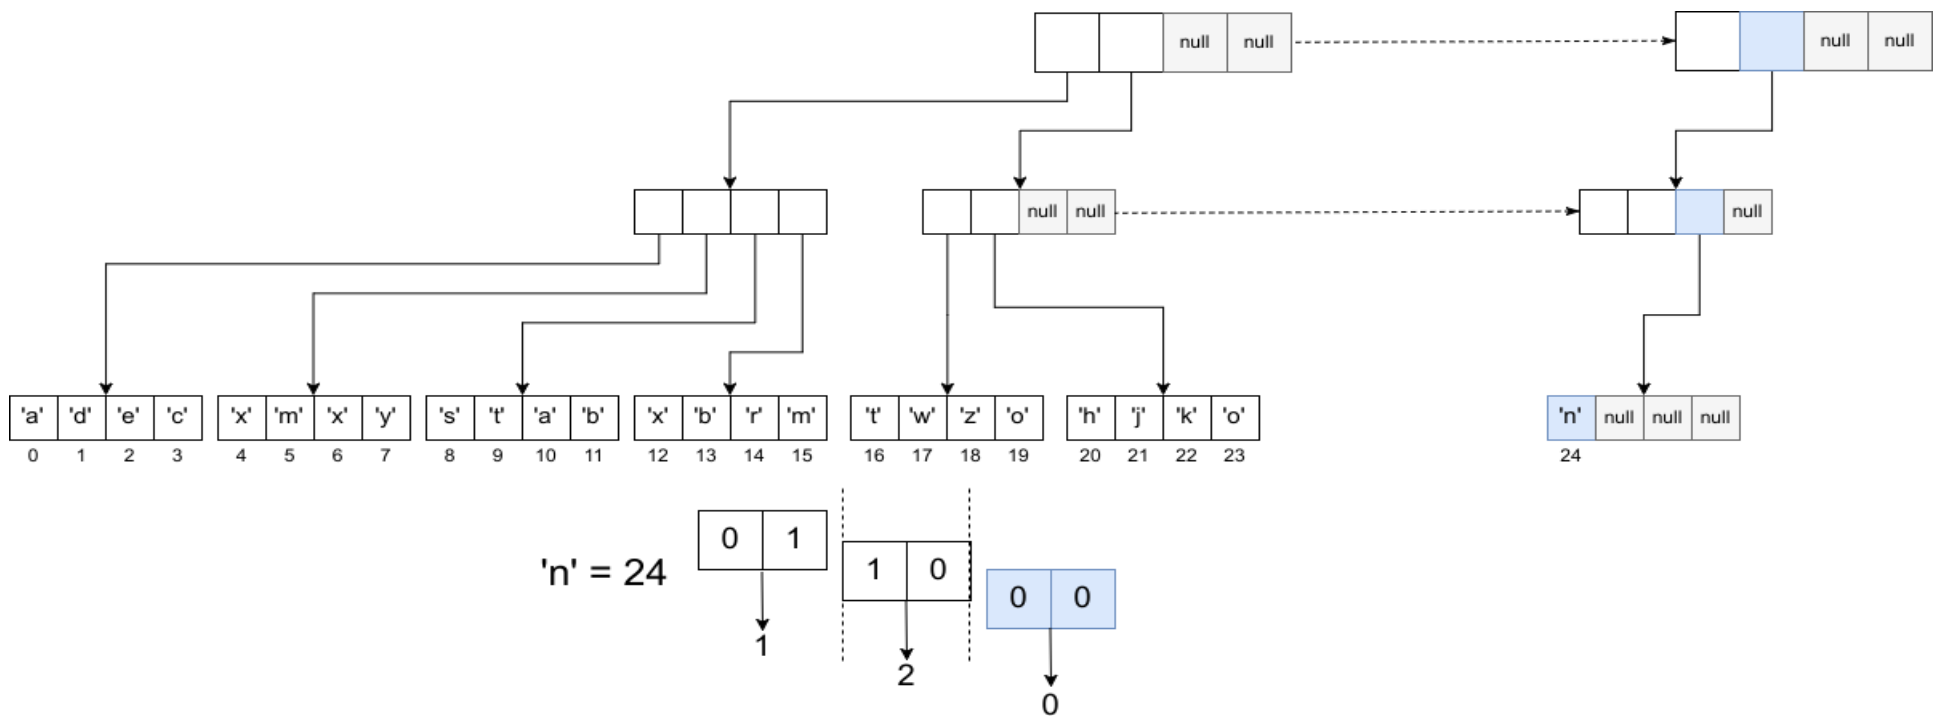 null null null null
null null null
'a' 'd' 'e' 'c' 'x' 'm' 'x' 'y' 's' 't' 'a' 'b' 'x' 'b' 'r' 'm' 't' 'w' 'z' 'o' 'h' 'j' 'k' 'o' 'n' null null null
0 1 2 3 4 5 6 7 8 9 10 11 12 13 14 15 16 17 18 19 20 21 22 23 24
'n' = 24 0 1 1 0 0 0
1
2
0